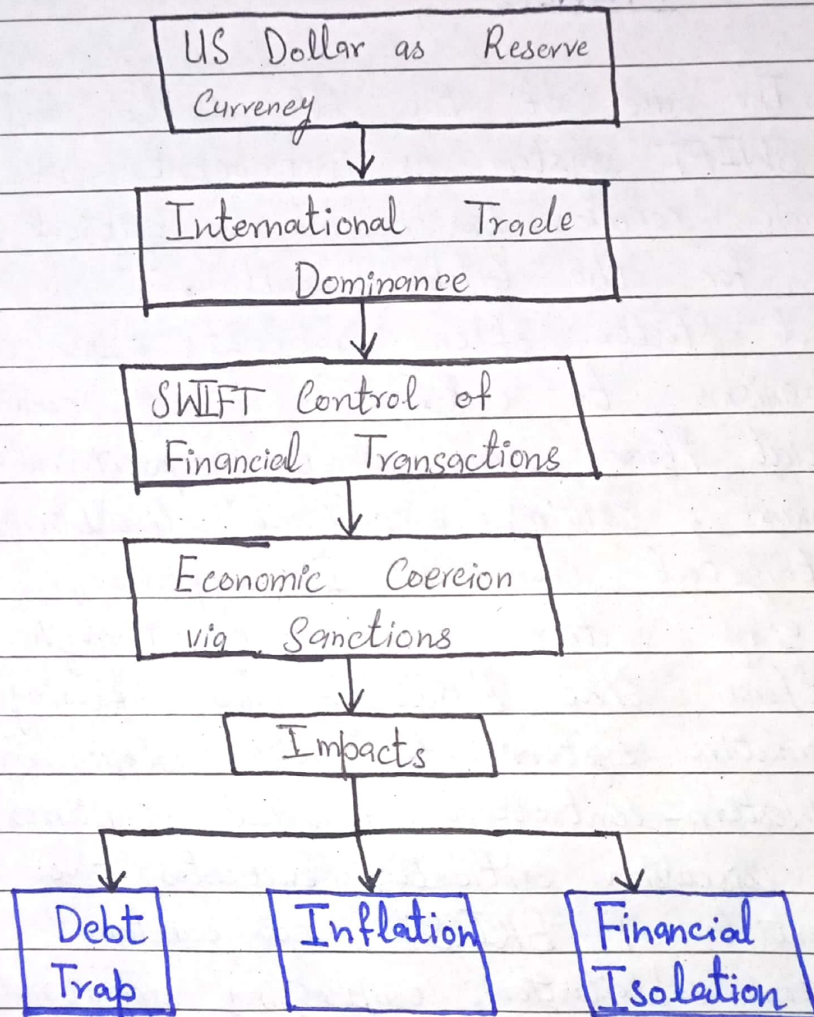 US Dollar as Reserve
Currency
International Trade
Dominance
SWIFT Control of
Financial Transactions
Economic Coercion
via Sanctions
Impacts
Debt
Trap
Inflation
Financial
Isolation